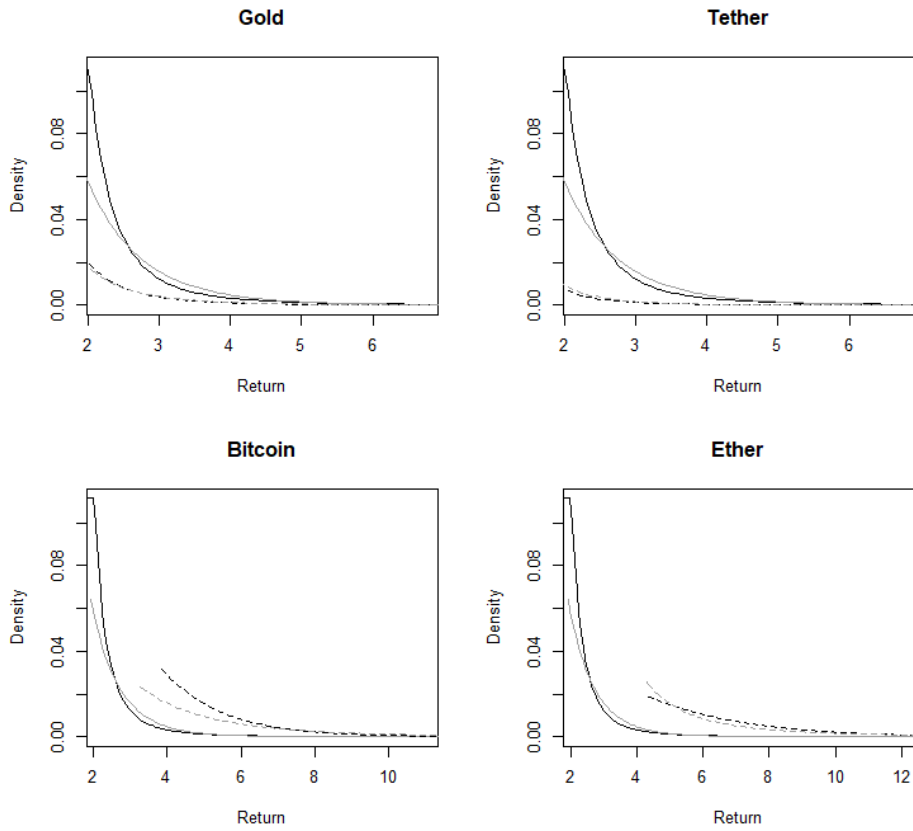 Gold
Density
0.00 0.04 0.08
2 3 4 5 6
Return
Tether
Density
0.00 0.04 0.08
2 3 4 5 6
Return
Bitcoin
Density
0.00 0.04 0.08
2 4 6 8 10
Return
Ether
Density
0.00 0.04 0.08
2 4 6 8 10 12
Return